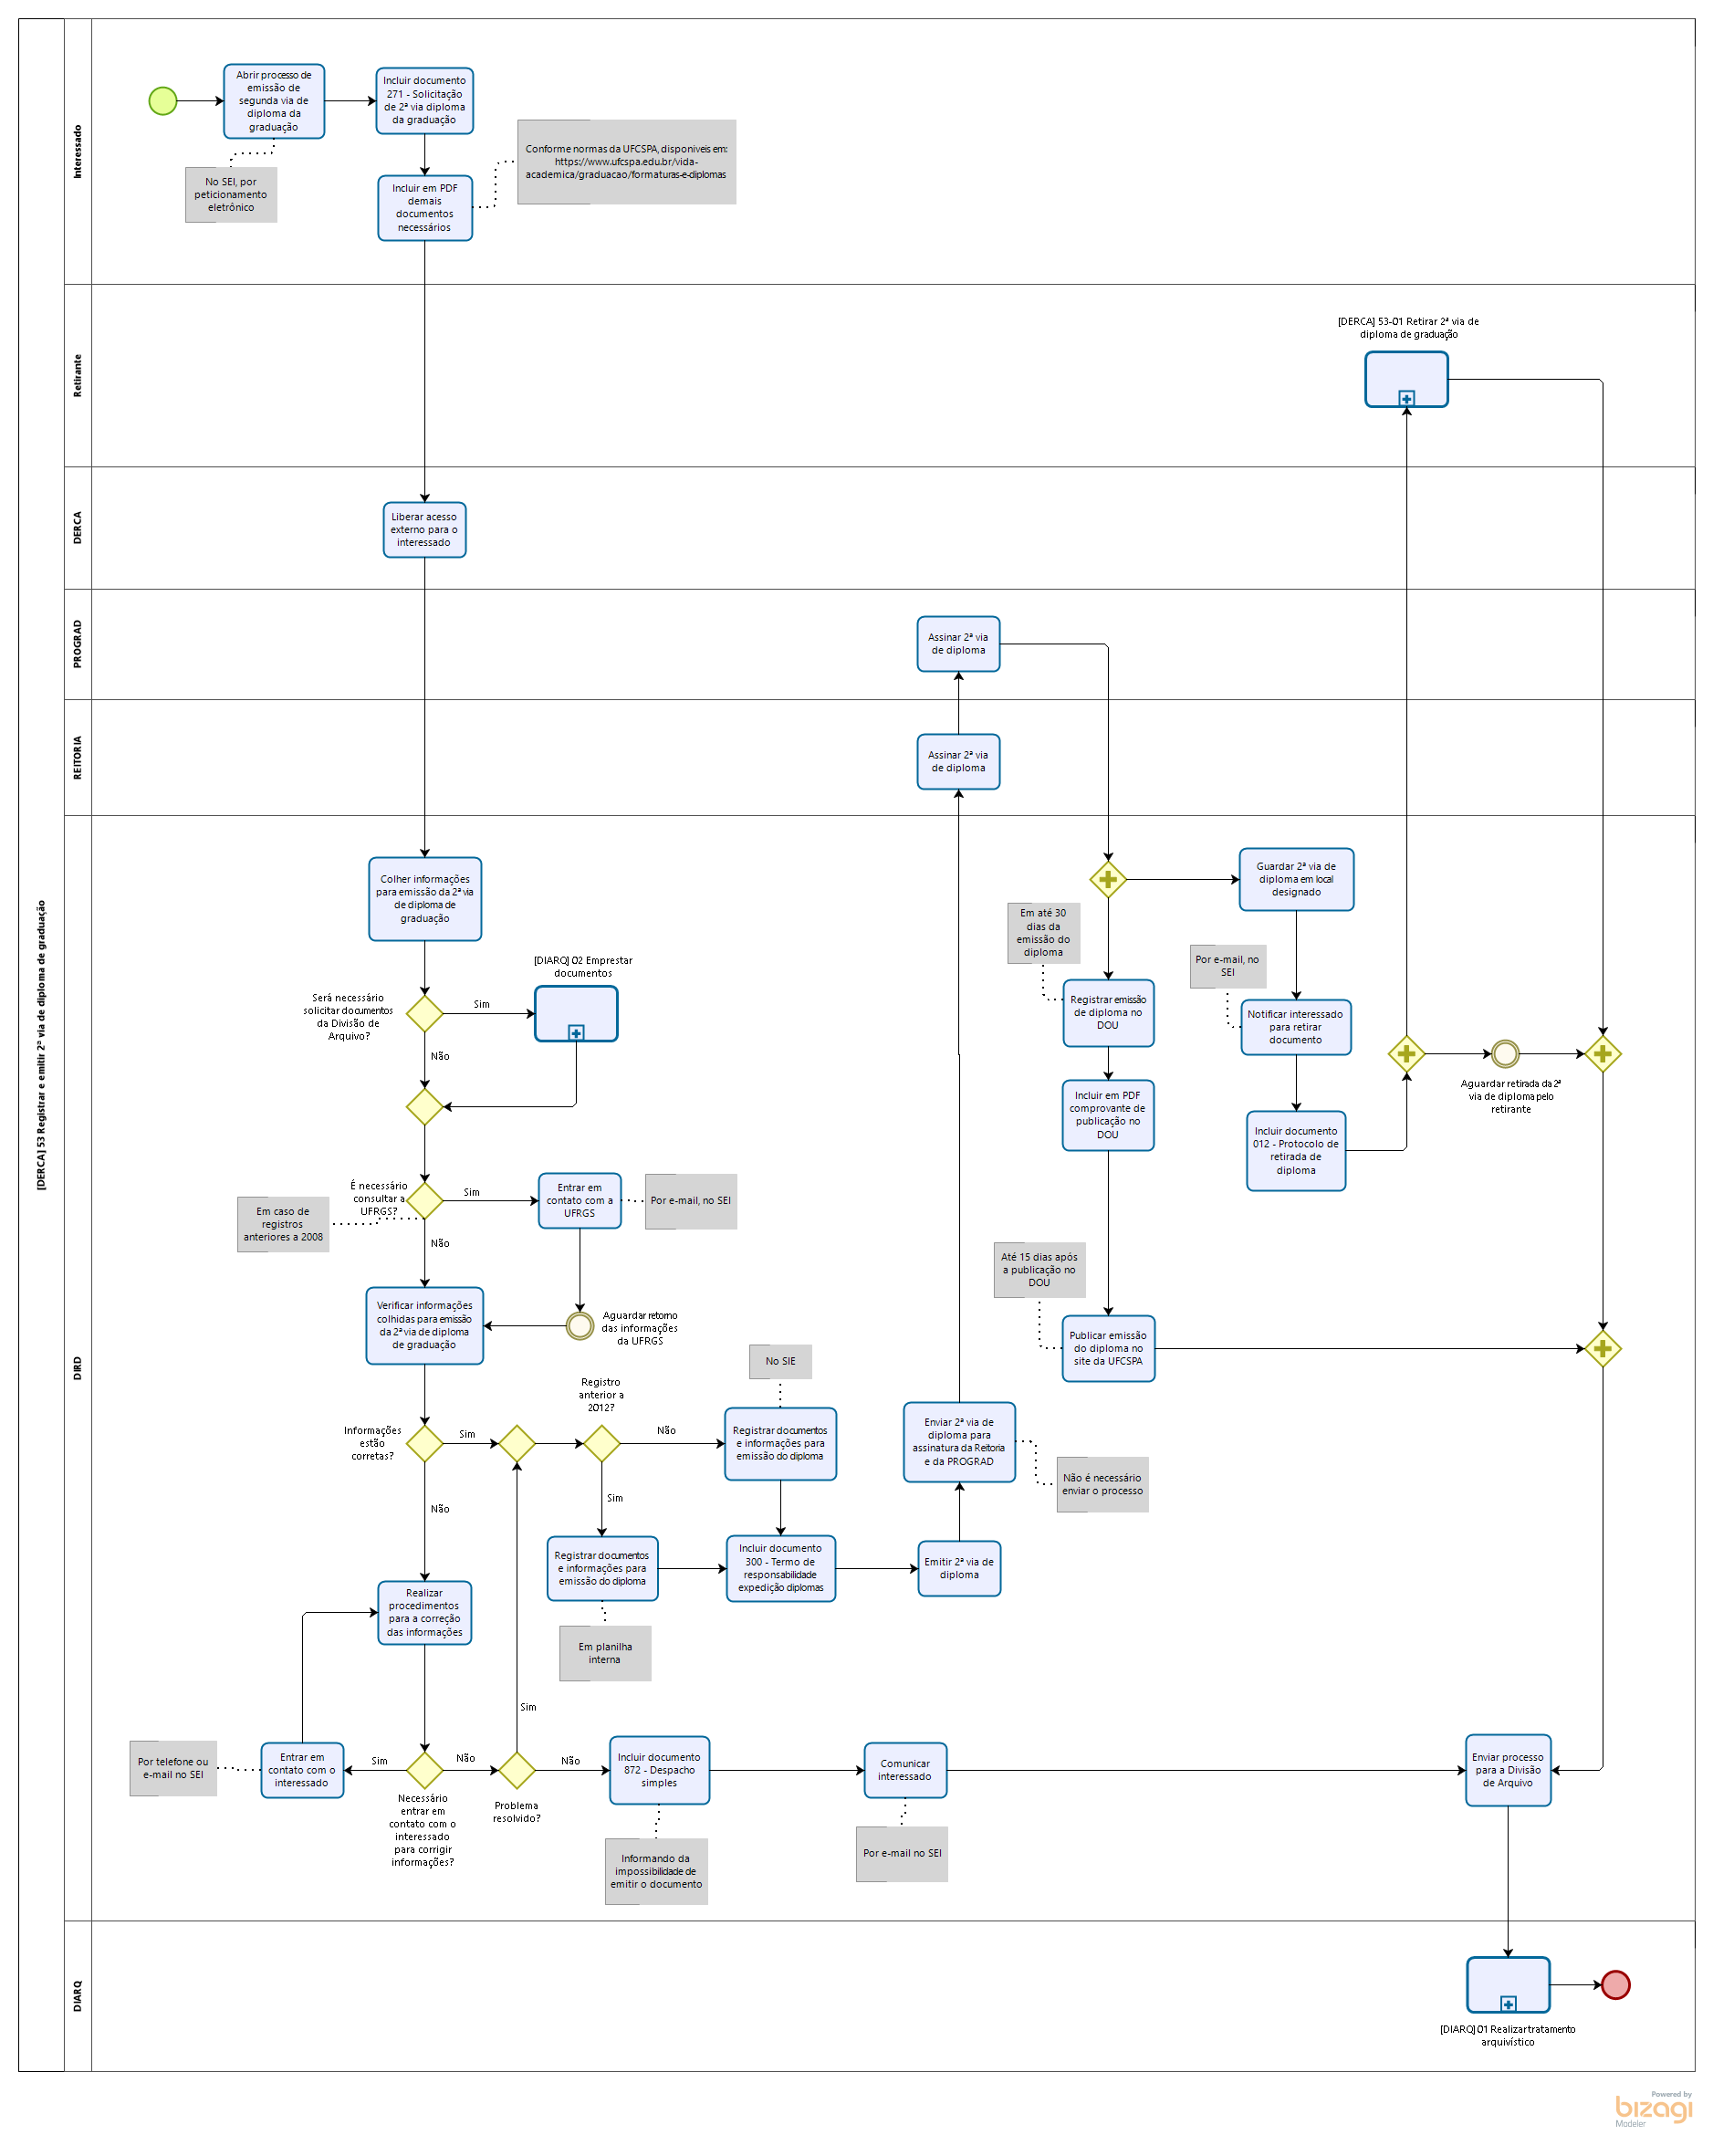 [DERCA] 53 Registrar e emitir 2ª via de diploma de graduação
Interessado
Abrir processo de
emissão de
segunda via de
diploma da
graduação
Incluir documento
271 - Solicitação
de 2ª via diploma
da graduação
No SEI, por
peticionamento
eletrônico
Conforme normas da UFCSPA, disponíveis em:
https://www.ufcspa.edu.br/vida-
academica/graduacao/formaturas-e-diplomas
Incluir em PDF
demais
documentos
necessários
Retirante
[DERCA] 53-01 Retirar 2ª via de
diploma de graduação
DERCA
Liberar acesso
externo para o
interessado
PROGRAD
Assinar 2ª via
de diploma
REITORIA
Assinar 2ª via
de diploma
DIRD
Colher informações
para emissão da 2ª via
de diploma de
graduação
Será necessário
solicitar documentos
da Divisão de
Arquivo?
Sim
Não
[DIARQ] 02 Emprestar
documentos
É necessário
consultar a
UFRGS?
Sim
Não
Em caso de
registros
anteriores a 2008
Entrar em
contato com a
UFRGS
Por e-mail, no SEI
Aguardar retorno
das informações
da UFRGS
Verificar informações
colhidas para emissão
da 2ª via de diploma
de graduação
Informações
estão
corretas?
Sim
Não
Registro
anterior a
2012?
Não
Sim
No SIE
Registrar documentos
e informações para
emissão do diploma
Registrar documentos
e informações para
emissão do diploma
Em planilha
interna
Incluir documento
300 - Termo de
responsabilidade
expedição diplomas
Emitir 2ª via de
diploma
Enviar 2ª via de
diploma para
assinatura da Reitoria
e da PROGRAD
Não é necessário
enviar o processo
Realizar
procedimentos
para a correção
das informações
Por telefone ou
e-mail no SEI
Entrar em
contato com o
interessado
Sim
Não
Necessário
entrar em
contato com o
interessado
para corrigir
informações?
Sim
Não
Problema
resolvido?
Incluir documento
872 - Despacho
simples
Informando da
impossibilidade de
emitir o documento
Comunicar
interessado
Por e-mail no SEI
Em até 30
dias da
emissão do
diploma
Registrar emissão
de diploma no
DOU
Incluir em PDF
comprovante de
publicação no
DOU
Até 15 dias após
a publicação no
DOU
Publicar emissão
do diploma no
site da UFCSPA
Guardar 2ª via de
diploma em local
designado
Por e-mail, no
SEI
Notificar interessado
para retirar
documento
Incluir documento
012 - Protocolo de
retirada de
diploma
Aguardar retirada da 2ª
via de diploma pelo
retirante
Enviar processo
para a Divisão
de Arquivo
DIARQ
[DIARQ] 01 Realizar tratamento
arquivístico
Powered by
bizagi
Modeler